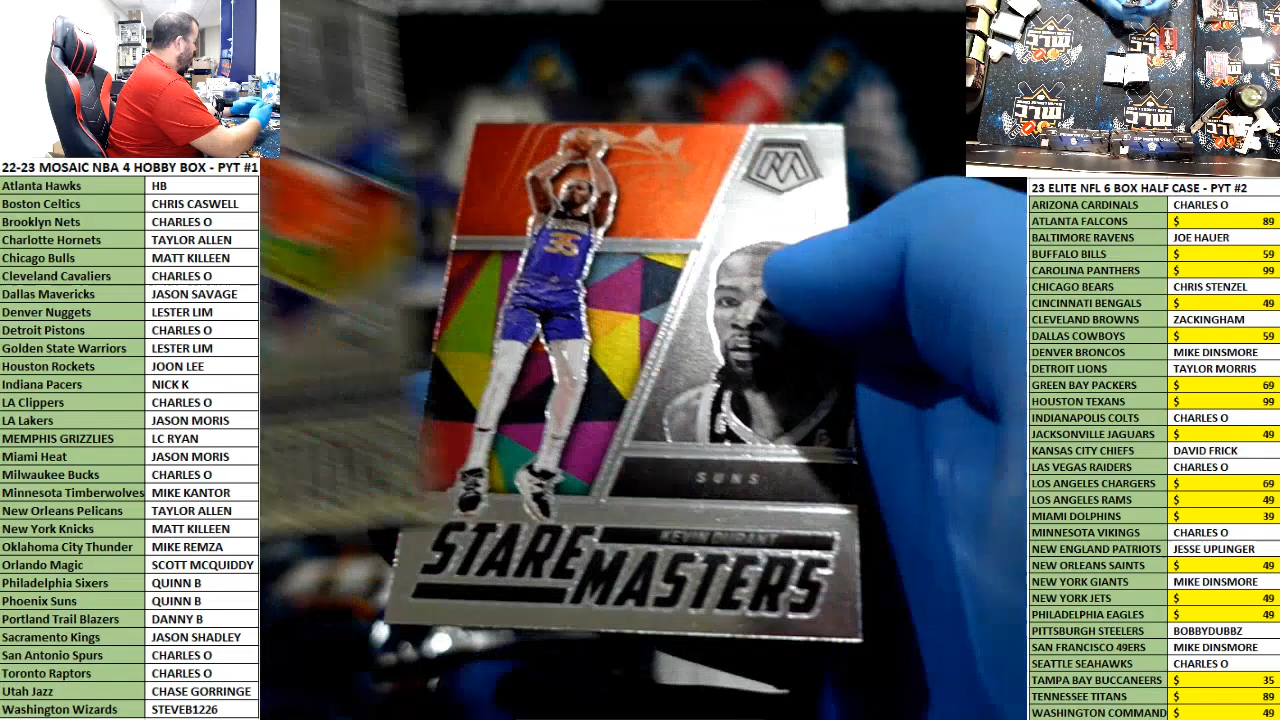 22-23 MOSAIC NBA 4 HOBBY BOX - PYT #1
Atlanta Hawks HB
Boston Celtics CHRIS CASWELL
Brooklyn Nets CHARLES O
Charlotte Hornets TAYLOR ALLEN
Chicago Bulls MATT KILLEEN
Cleveland Cavaliers CHARLES O
Dallas Mavericks JASON SAVAGE
Denver Nuggets LESTER LIM
Detroit Pistons CHARLES O
Golden State Warriors LESTER LIM
Houston Rockets JOON LEE
Indiana Pacers NICK K
LA Clippers CHARLES O
LA Lakers JASON MORIS
MEMPHIS GRIZZLIES LC RYAN
Miami Heat JASON MORIS
Milwaukee Bucks CHARLES O
Minnesota Timberwolves MIKE KANTOR
New Orleans Pelicans TAYLOR ALLEN
New York Knicks MATT KILLEEN
Oklahoma City Thunder MIKE REMZA
Orlando Magic SCOTT MCQUIDDY
Philadelphia Sixers QUINN B
Phoenix Suns QUINN B
Portland Trail Blazers DANNY B
Sacramento Kings JASON SHADLEY
San Antonio Spurs CHARLES O
Toronto Raptors CHARLES O
Utah Jazz CHASE GORRINGE
Washington Wizards STEVEB1226
M
35
SUNS
KEVIN DURANT
STARE
MASTERS
23 ELITE NFL 6 BOX HALF CASE - PYT #2
ARIZONA CARDINALS CHARLES O
ATLANTA FALCONS $ 89
BALTIMORE RAVENS JOE HAUER
BUFFALO BILLS $ 59
CAROLINA PANTHERS $ 99
CHICAGO BEARS CHRIS STENZEL
CINCINNATI BENGALS $ 49
CLEVELAND BROWNS ZACKINGHAM
DALLAS COWBOYS $ 59
DENVER BRONCOS MIKE DINSMORE
DETROIT LIONS TAYLOR MORRIS
GREEN BAY PACKERS $ 69
HOUSTON TEXANS $ 99
INDIANAPOLIS COLTS CHARLES O
JACKSONVILLE JAGUARS $ 49
KANSAS CITY CHIEFS DAVID FRICK
LAS VEGAS RAIDERS CHARLES O
LOS ANGELES CHARGERS $ 69
LOS ANGELES RAMS $ 49
MIAMI DOLPHINS $ 39
MINNESOTA VIKINGS CHARLES O
NEW ENGLAND PATRIOTS JESSE UPLINGER
NEW ORLEANS SAINTS $ 49
NEW YORK GIANTS MIKE DINSMORE
NEW YORK JETS $ 49
PHILADELPHIA EAGLES $ 49
PITTSBURGH STEELERS BOBBYDUBBZ
SAN FRANCISCO 49ERS MIKE DINSMORE
SEATTLE SEAHAWKS CHARLES O
TAMPA BAY BUCCANEERS $ 35
TENNESSEE TITANS $ 89
WASHINGTON COMMAND $ 49